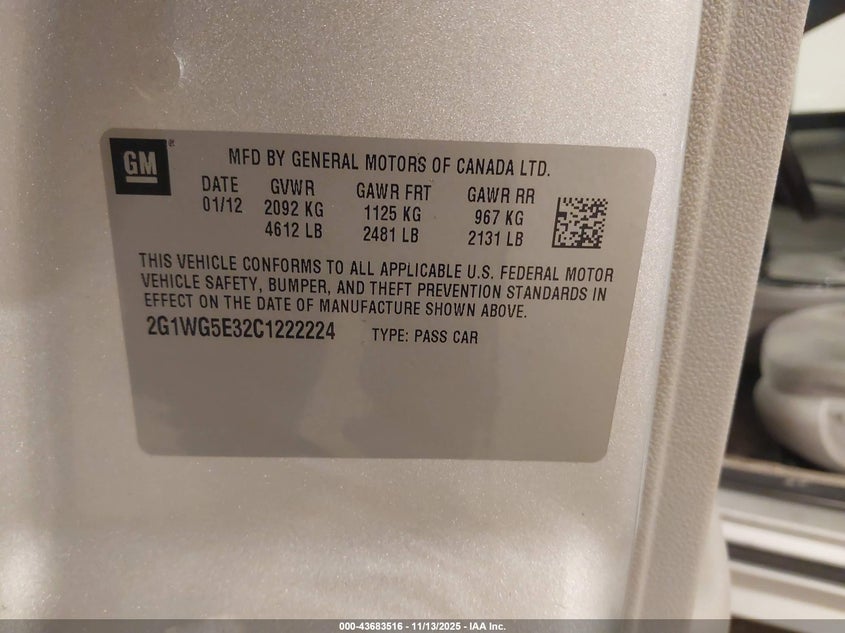 GM ®
MFD BY GENERAL MOTORS OF CANADA LTD.
DATE GVWR GAWR FRT GAWR RR
01/12 2092 KG 1125 KG 967 KG
4612 LB 2481 LB 2131 LB
THIS VEHICLE CONFORMS TO ALL APPLICABLE U.S. FEDERAL MOTOR
VEHICLE SAFETY, BUMPER, AND THEFT PREVENTION STANDARDS IN
EFFECT ON THE DATE OF MANUFACTURE SHOWN ABOVE.
2G1WG5E32C1222224 TYPE: PASS CAR
000-43683516 - 11/13/2025 - IAA Inc.